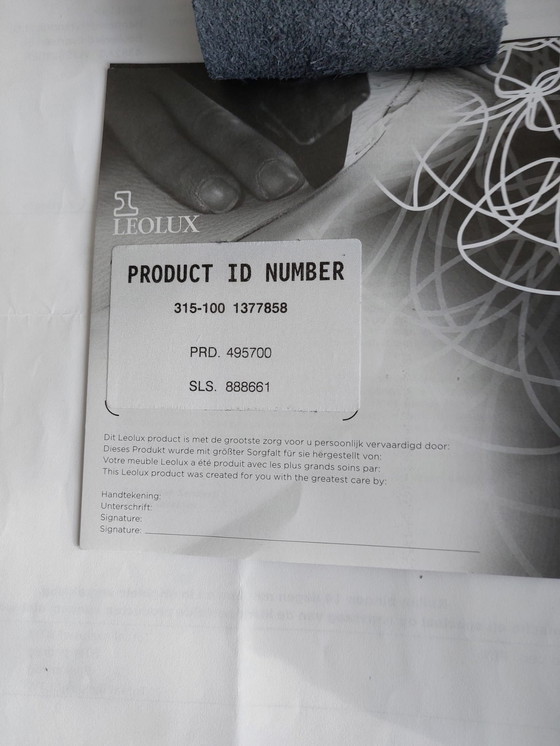 LEOLUX
PRODUCT ID NUMBER
315-100 1377858
PRD. 495700
SLS. 888661
Dit Leolux product is met de grootste zorg voor u persoonlijk vervaardigd door:
Dieses Produkt wurde mit größter Sorgfalt für sie hergestellt von:
Votre meuble Leolux a été produit avec les plus grands soins par:
This Leolux product was created for you with the greatest care by:
Handtekening:
Unterschrift:
Signature:
Signature: